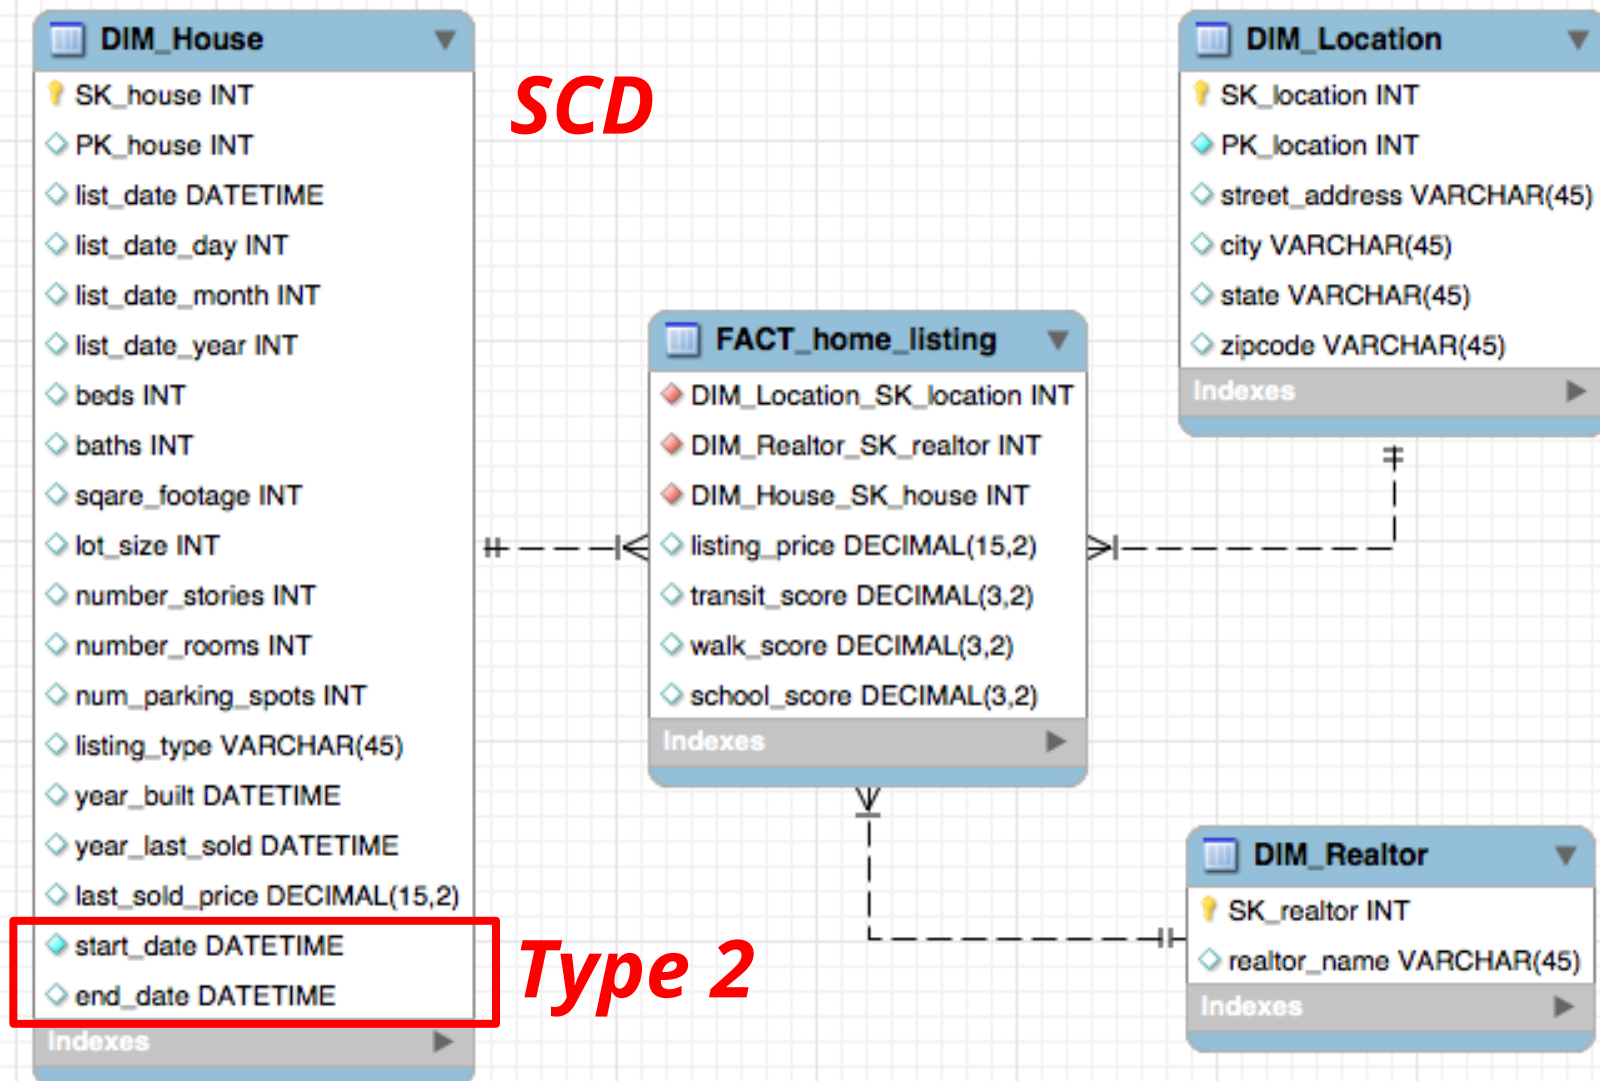 DIM_House
SK_house INT
PK_house INT
list_date DATETIME
list_date_day INT
list_date_month INT
list_date_year INT
beds INT
baths INT
sqare_footage INT
lot_size INT
number_stories INT
number_rooms INT
num_parking_spots INT
listing_type VARCHAR(45)
year_built DATETIME
year_last_sold DATETIME
last_sold_price DECIMAL(15,2)
start_date DATETIME
end_date DATETIME
Indexes
SCD
Type 2
FACT_home_listing
DIM_Location_SK_location INT
DIM_Realtor_SK_realtor INT
DIM_House_SK_house INT
listing_price DECIMAL(15,2)
transit_score DECIMAL(3,2)
walk_score DECIMAL(3,2)
school_score DECIMAL(3,2)
Indexes
DIM_Location
SK_location INT
PK_location INT
street_address VARCHAR(45)
city VARCHAR(45)
state VARCHAR(45)
zipcode VARCHAR(45)
Indexes
DIM_Realtor
SK_realtor INT
realtor_name VARCHAR(45)
Indexes